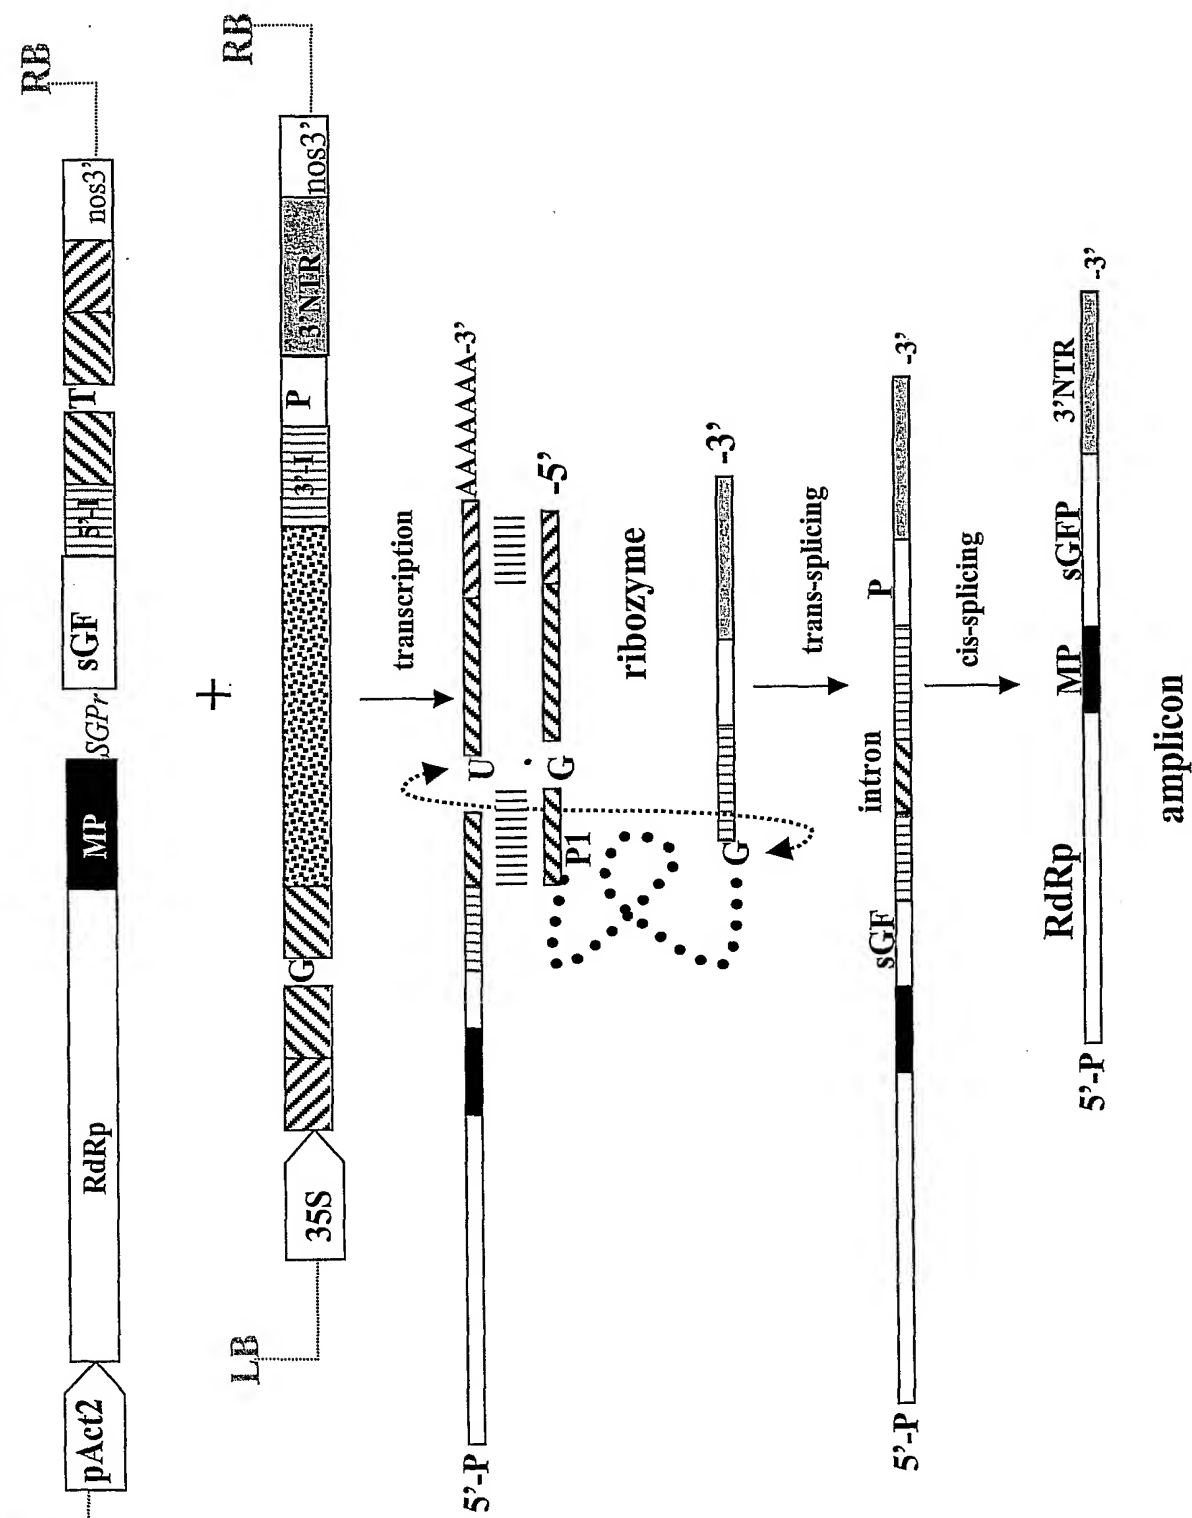 RB
pAct2 RdRp MP SGPr sGF 5'-I T nos3'
+
LB RB
35S G 3'-I P 3'NTR nos3'
transcription
5'-P U AAAAAAA-3'
G -5'
P1
ribozyme
G -3'
trans-splicing
sGF intron P
5'-P -3'
cis-splicing
RdRp MP sGFP 3'NTR
5'-P -3'
amplicon